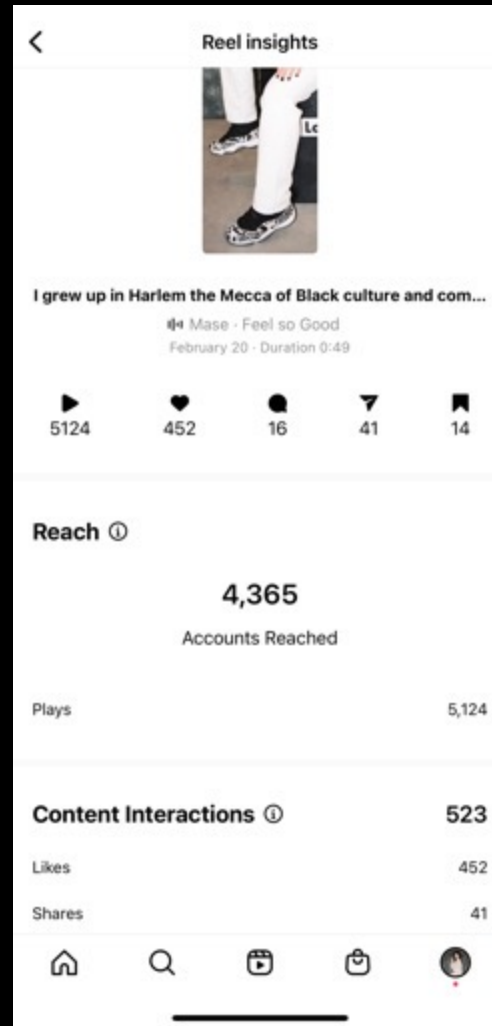 Reel insights
Lo
I grew up in Harlem the Mecca of Black culture and com...
Mase · Feel so Good
February 20 · Duration 0:49
5124 452 16 41 14
Reach
4,365
Accounts Reached
Plays 5,124
Content Interactions 523
Likes 452
Shares 41